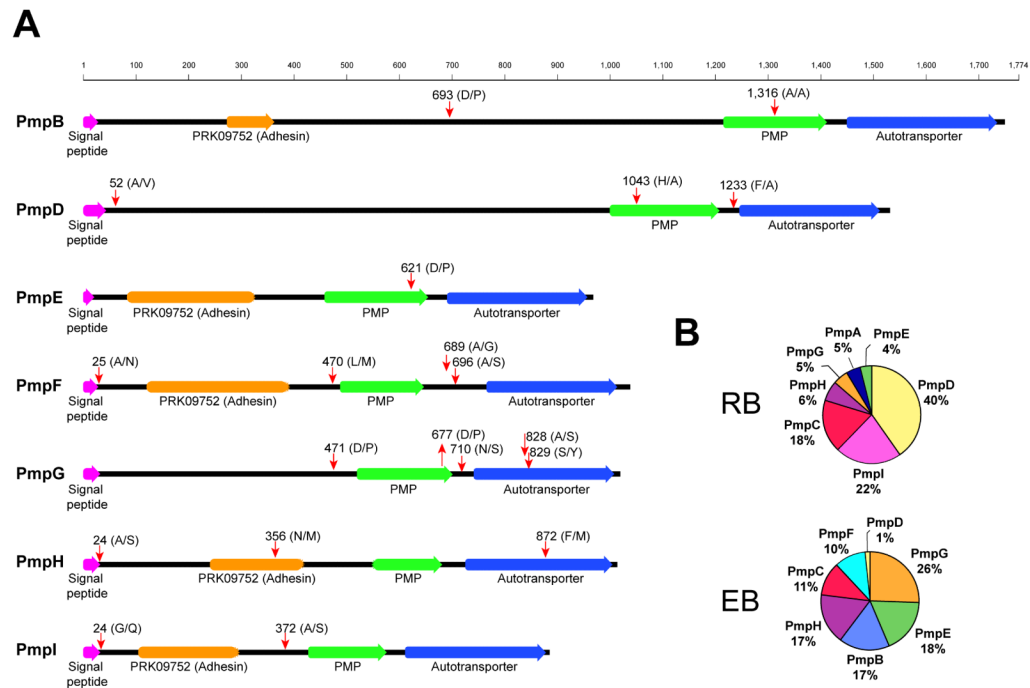 A
1 100 200 300 400 500 600 700 800 900 1,000 1,100 1,200 1,300 1,400 1,500 1,600 1,700 1,774
693 (D/P) 1,316 (A/A)
PmpB
Signal peptide PRK09752 (Adhesin) PMP Autotransporter
52 (A/V) 1043 (H/A) 1233 (F/A)
PmpD
Signal peptide PMP Autotransporter
621 (D/P)
PmpE
Signal peptide PRK09752 (Adhesin) PMP Autotransporter
689 (A/G)
25 (A/N) 470 (L/M) 696 (A/S)
PmpF
Signal peptide PRK09752 (Adhesin) PMP Autotransporter
677 (D/P) 828 (A/S)
471 (D/P) 710 (N/S) 829 (S/Y)
PmpG
Signal peptide PMP Autotransporter
24 (A/S) 356 (N/M) 872 (F/M)
PmpH
Signal peptide PRK09752 (Adhesin) PMP Autotransporter
24 (G/Q) 372 (A/S)
PmpI
Signal peptide PRK09752 (Adhesin) PMP Autotransporter
B
RB
PmpA
5%
PmpE
4%
PmpG
5%
PmpH
6%
PmpD
40%
PmpC
18%
PmpI
22%
EB
PmpD
1%
PmpF
10%
PmpG
26%
PmpC
11%
PmpH
17%
PmpE
18%
PmpB
17%